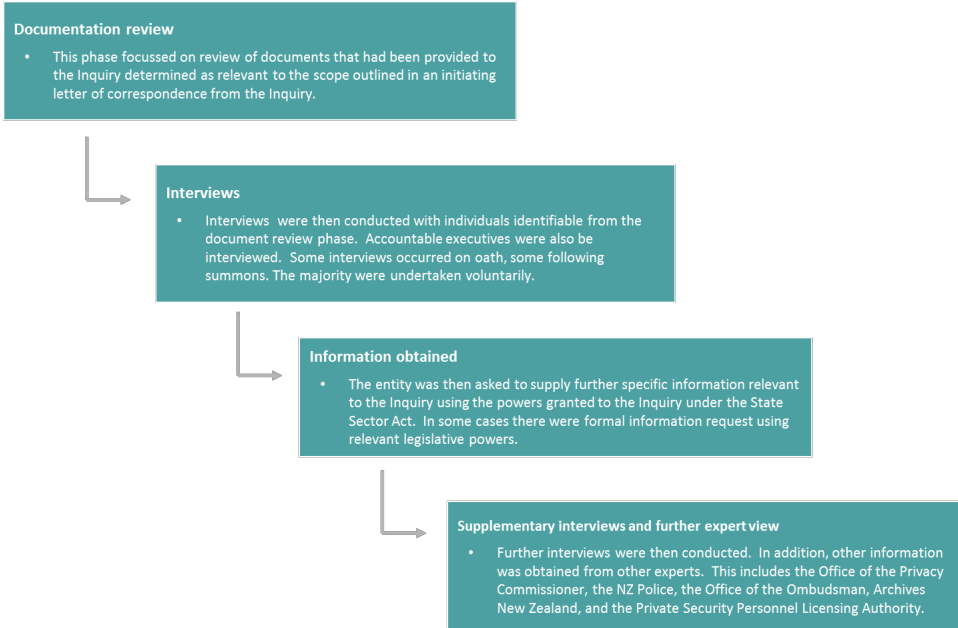 Documentation review
• This phase focussed on review of documents that had been provided to
the Inquiry determined as relevant to the scope outlined in an initiating
letter of correspondence from the Inquiry.
Interviews
• Interviews were then conducted with individuals identifiable from the
document review phase. Accountable executives were also be
interviewed. Some interviews occurred on oath, some following
summons. The majority were undertaken voluntarily.
Information obtained
• The entity was then asked to supply further specific information relevant
to the Inquiry using the powers granted to the Inquiry under the State
Sector Act. In some cases there were formal information request using
relevant legislative powers.
Supplementary interviews and further expert view
• Further interviews were then conducted. In addition, other information
was obtained from other experts. This includes the Office of the Privacy
Commissioner, the NZ Police, the Office of the Ombudsman, Archives
New Zealand, and the Private Security Personnel Licensing Authority.